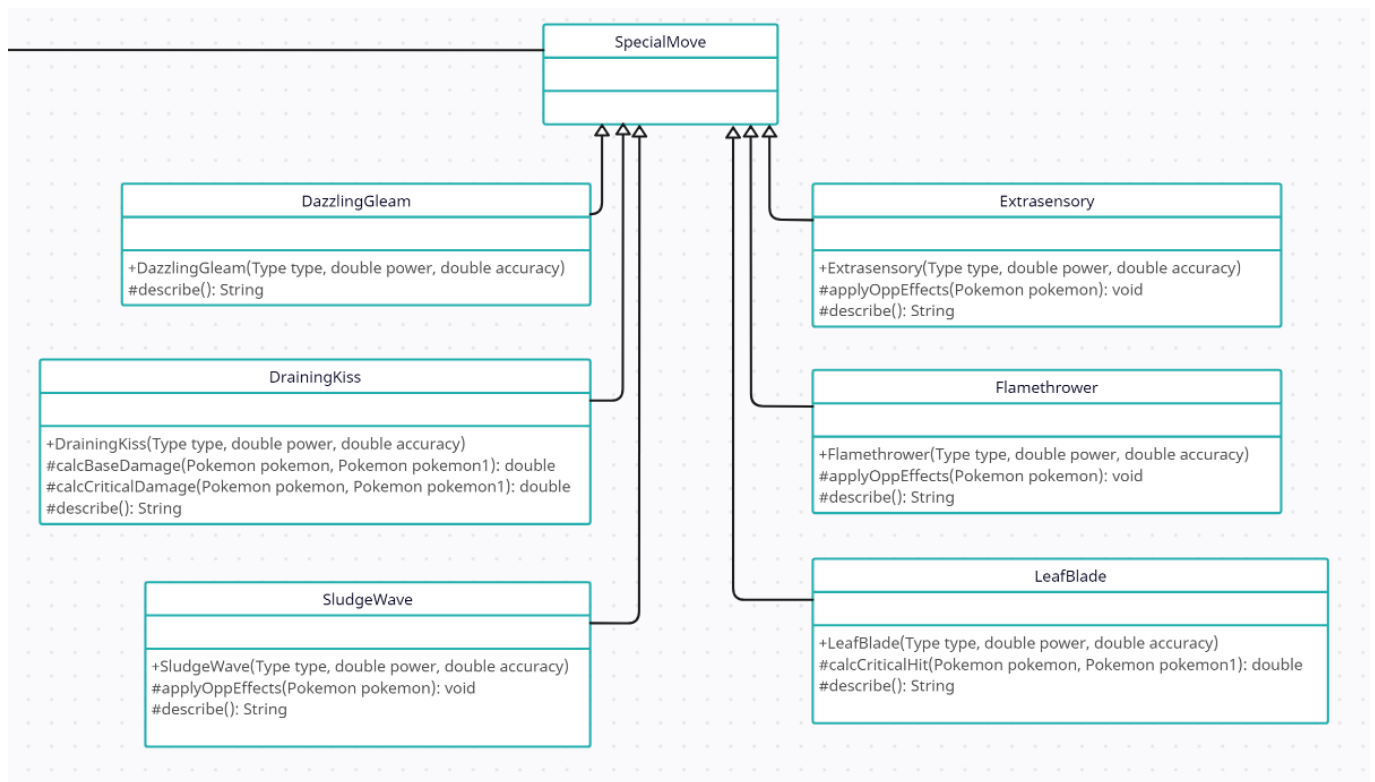 SpecialMove
DazzlingGleam
+DazzlingGleam(Type type, double power, double accuracy)
#describe(): String
DrainingKiss
+DrainingKiss(Type type, double power, double accuracy)
#calcBaseDamage(Pokemon pokemon, Pokemon pokemon1): double
#calcCriticalDamage(Pokemon pokemon, Pokemon pokemon1): double
#describe(): String
SludgeWave
+SludgeWave(Type type, double power, double accuracy)
#applyOppEffects(Pokemon pokemon): void
#describe(): String
Extrasensory
+Extrasensory(Type type, double power, double accuracy)
#applyOppEffects(Pokemon pokemon): void
#describe(): String
Flamethrower
+Flamethrower(Type type, double power, double accuracy)
#applyOppEffects(Pokemon pokemon): void
#describe(): String
LeafBlade
+LeafBlade(Type type, double power, double accuracy)
#calcCriticalHit(Pokemon pokemon, Pokemon pokemon1): double
#describe(): String